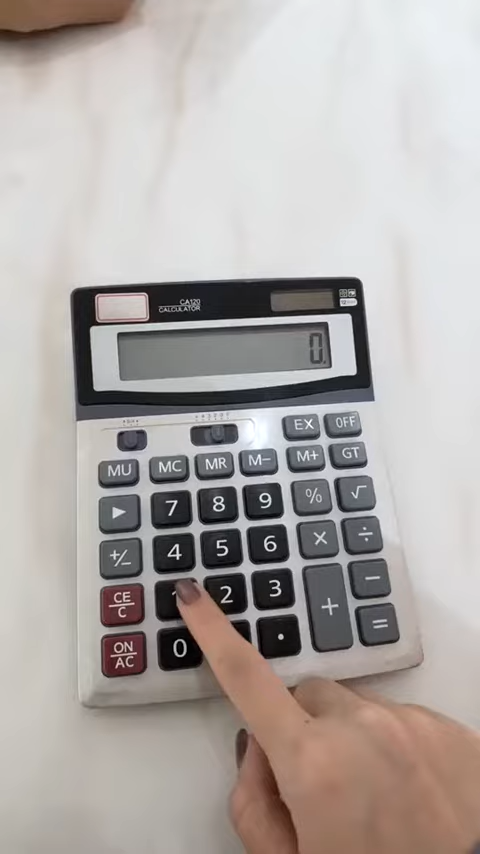 CA120
CALCULATOR
0.
EX OFF
MU MC MR M− M+ GT
▶ 7 8 9 % √
+/− 4 5 6 × ÷
CE/C 1 2 3 + −
ON/AC 0 . =